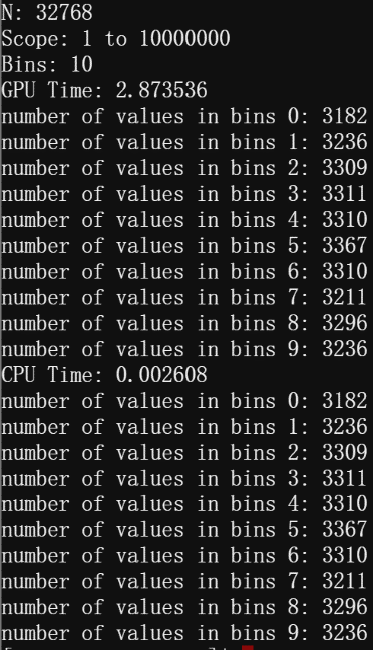 N: 32768
Scope: 1 to 10000000
Bins: 10
GPU Time: 2.873536
number of values in bins 0: 3182
number of values in bins 1: 3236
number of values in bins 2: 3309
number of values in bins 3: 3311
number of values in bins 4: 3310
number of values in bins 5: 3367
number of values in bins 6: 3310
number of values in bins 7: 3211
number of values in bins 8: 3296
number of values in bins 9: 3236
CPU Time: 0.002608
number of values in bins 0: 3182
number of values in bins 1: 3236
number of values in bins 2: 3309
number of values in bins 3: 3311
number of values in bins 4: 3310
number of values in bins 5: 3367
number of values in bins 6: 3310
number of values in bins 7: 3211
number of values in bins 8: 3296
number of values in bins 9: 3236